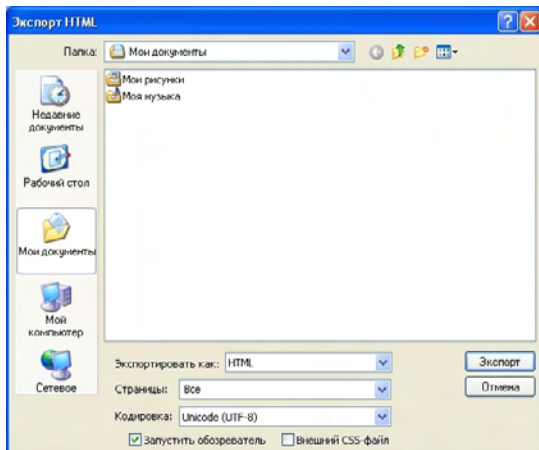 Экспорт HTML
Папка: Мои документы
Мои рисунки
Моя музыка
Недавние
документы
Рабочий стол
Мои документы
Мой
компьютер
Сетевое
Экспортировать как: HTML
Экспорт
Страницы: Все
Отмена
Кодировка: Unicode (UTF-8)
Запустить обозреватель
Внешний CSS-файл